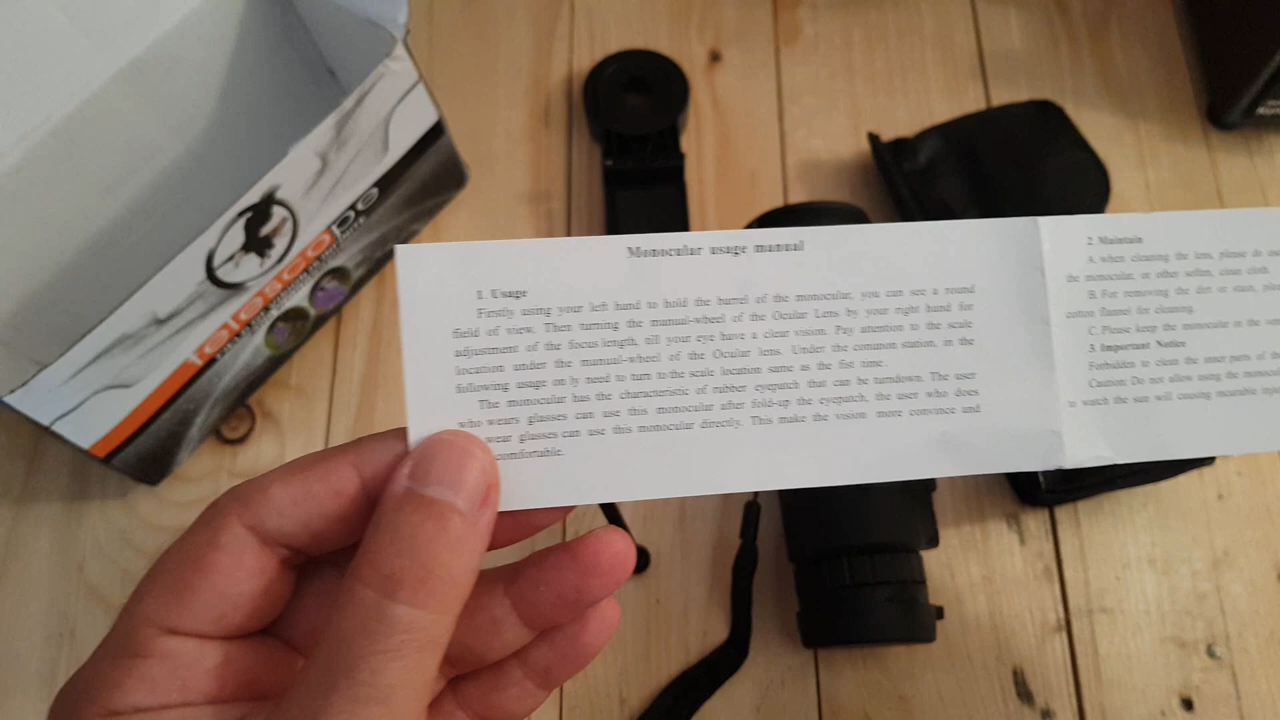 Telescope
Monocular usage manual
1. Usage
Firstly using your left hand to hold the barrel of the monocular, you can see a round
field of view. Then turning the manual-wheel of the Ocular Lens by your right hand for
adjustment of the focus length, till your eye have a clear vision. Pay attention to the scale
location under the manual-wheel of the Ocular lens. Under the common station, in the
following usage on ly need to turn to the scale location same as the fist time.
The monocular has the characteristic of rubber eyepatch that can be turndown. The user
who wears glasses can use this monocular after fold-up the eyepatch, the user who does
wear glasses can use this monocular directly. This make the vision more convince and
comfortable.
2. Maintain
A. when cleaning the lens, please do
the monocular, or other soften, clean cloth.
B. For removing the dirt or stain,
cotton flannel for cleaning.
C. Please keep the monocular in the
3. Important Notice
Forbidden to clean the inner parts of
Caution: Do not allow using the
to watch the sun will causing incurable